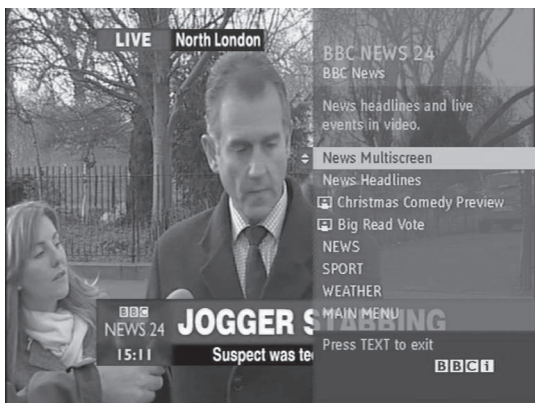 LIVE North London
BBC NEWS 24
BBC News
News headlines and live
events in video.
News Multiscreen
News Headlines
Christmas Comedy Preview
Big Read Vote
NEWS
SPORT
WEATHER
MAIN MENU
Press TEXT to exit
BBCi
BBC
NEWS 24
15:11
JOGGER STABBING
Suspect was